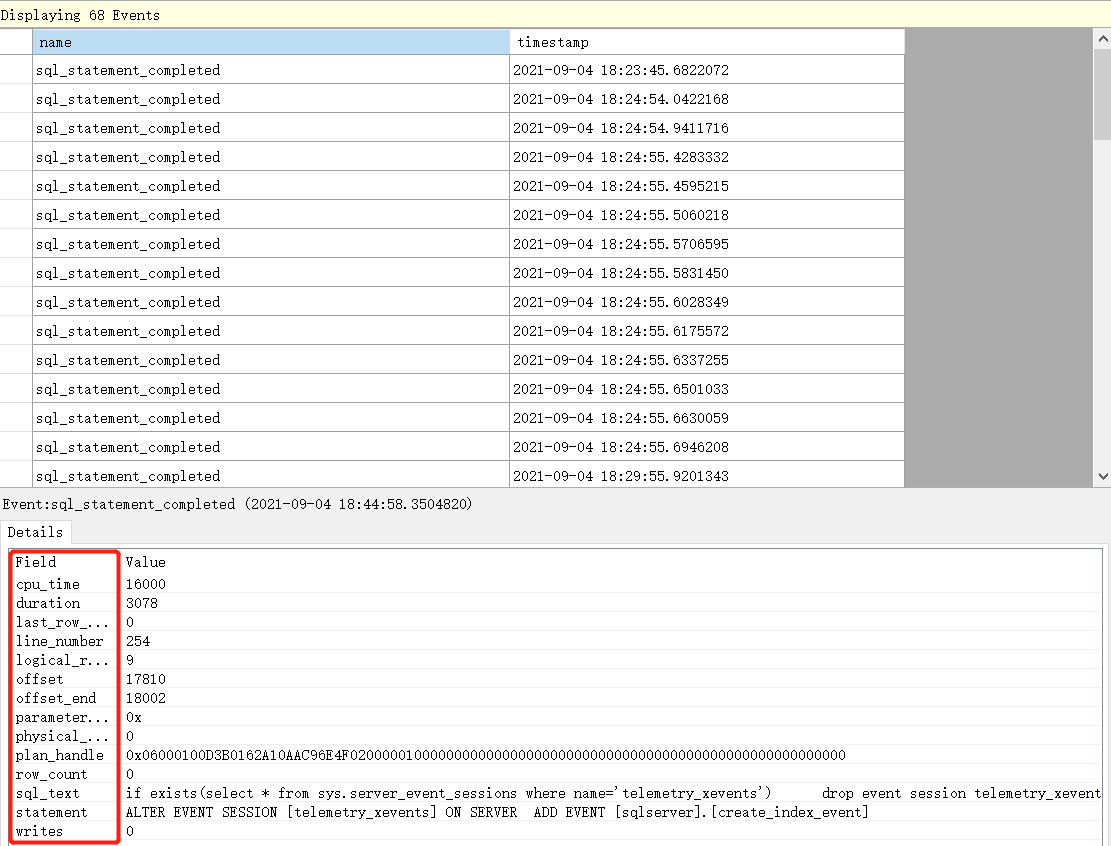 Displaying 68 Events
name timestamp
sql_statement_completed 2021-09-04 18:23:45.6822072
sql_statement_completed 2021-09-04 18:24:54.0422168
sql_statement_completed 2021-09-04 18:24:54.9411716
sql_statement_completed 2021-09-04 18:24:55.4283332
sql_statement_completed 2021-09-04 18:24:55.4595215
sql_statement_completed 2021-09-04 18:24:55.5060218
sql_statement_completed 2021-09-04 18:24:55.5706595
sql_statement_completed 2021-09-04 18:24:55.5831450
sql_statement_completed 2021-09-04 18:24:55.6028349
sql_statement_completed 2021-09-04 18:24:55.6175572
sql_statement_completed 2021-09-04 18:24:55.6337255
sql_statement_completed 2021-09-04 18:24:55.6501033
sql_statement_completed 2021-09-04 18:24:55.6630059
sql_statement_completed 2021-09-04 18:24:55.6946208
sql_statement_completed 2021-09-04 18:29:55.9201343
Event:sql_statement_completed (2021-09-04 18:44:58.3504820)
Details
Field Value
cpu_time 16000
duration 3078
last_row_... 0
line_number 254
logical_r... 9
offset 17810
offset_end 18002
parameter... 0x
physical_... 0
plan_handle
row_count 0
sql_text if exists(select * from sys.server_event_sessions where name='telemetry_xevents') drop event session telemetry_xevent
statement ALTER EVENT SESSION [telemetry_xevents] ON SERVER ADD EVENT [sqlserver].[create_index_event]
writes 0